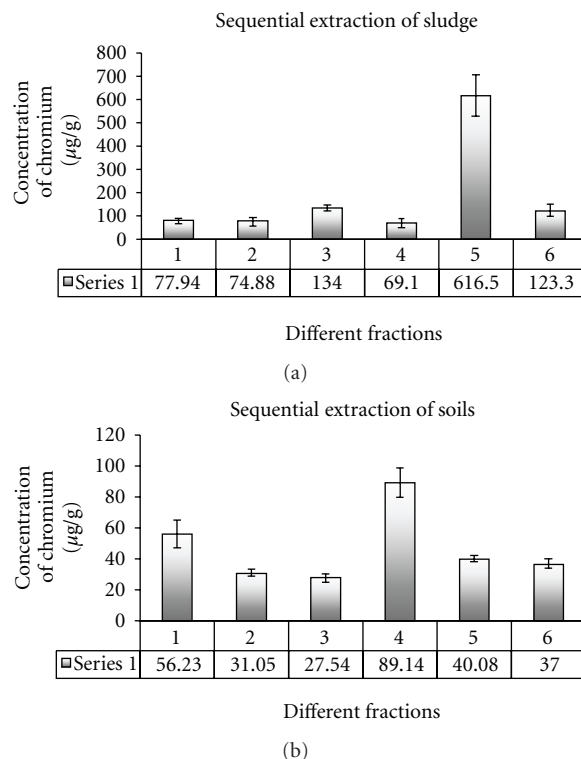 Sequential extraction of sludge
Concentration
of chromium
(µg/g)
800
700
600
500
400
300
200
100
0
1 2 3 4 5 6
Series 1 77.94 74.88 134 69.1 616.5 123.3
Different fractions
(a)
Sequential extraction of soils
Concentration
of chromium
(µg/g)
120
100
80
60
40
20
0
1 2 3 4 5 6
Series 1 56.23 31.05 27.54 89.14 40.08 37
Different fractions
(b)